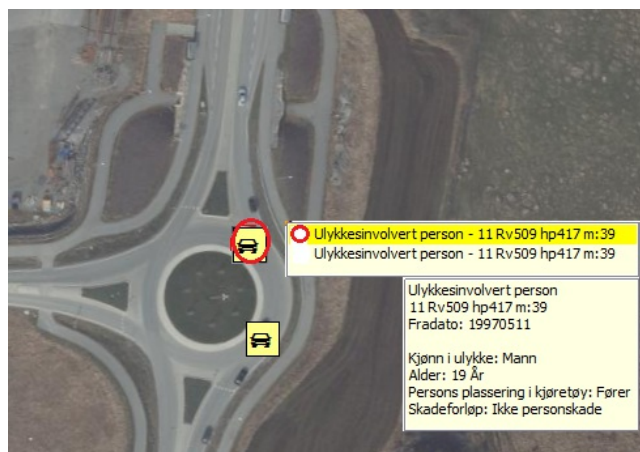 Ulykkesinvolvert person - 11 Rv509 hp417 m:39
Ulykkesinvolvert person - 11 Rv509 hp417 m:39
Ulykkesinvolvert person
11 Rv509 hp417 m:39
Fradato: 19970511
Kjønn i ulykke: Mann
Alder: 19 År
Persons plassering i kjøretøy: Fører
Skadeforløp: Ikke personskade